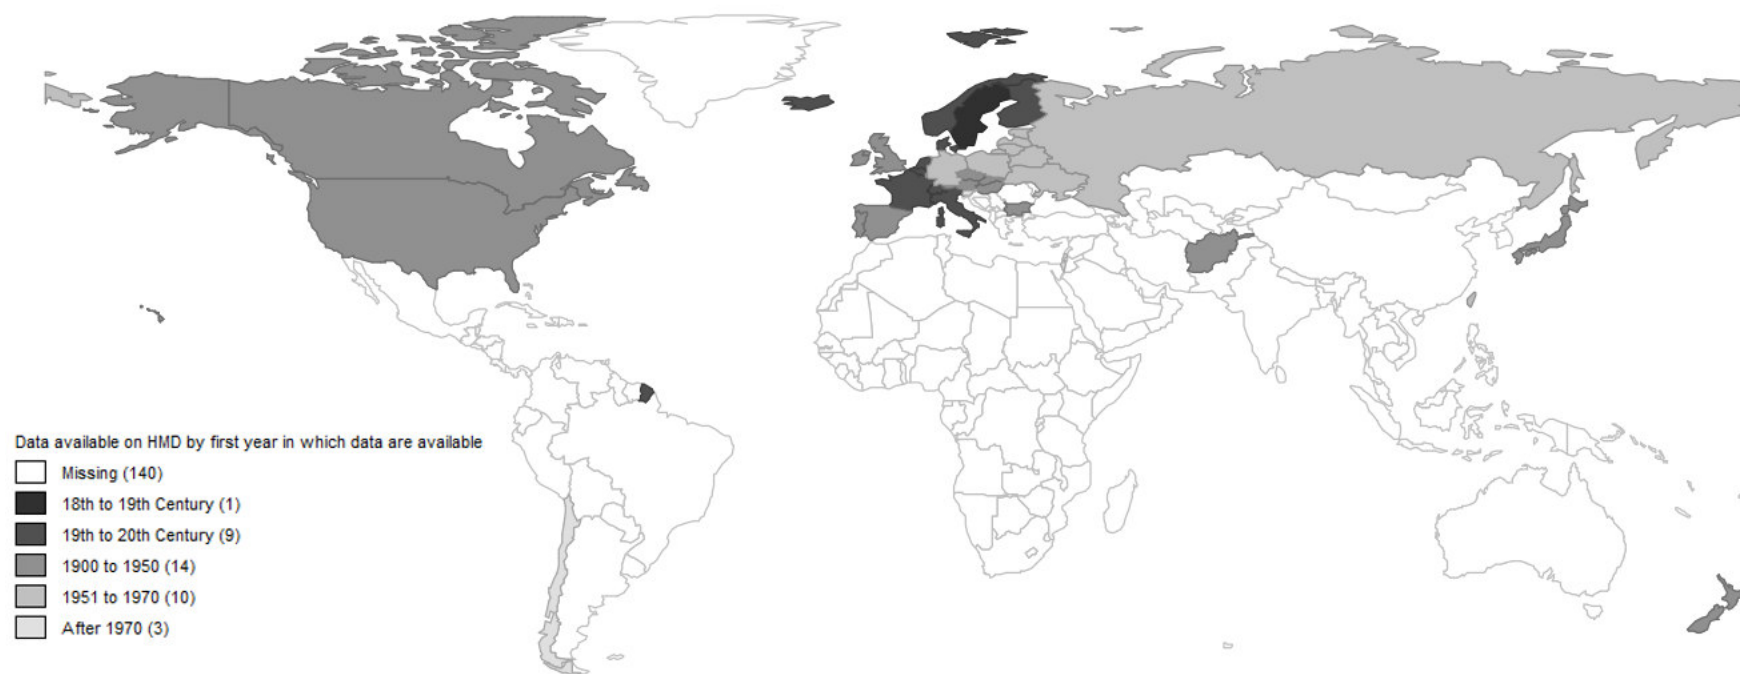 Data available on HMD by first year in which data are available
Missing (140)
18th to 19th Century (1)
19th to 20th Century (9)
1900 to 1950 (14)
1951 to 1970 (10)
After 1970 (3)